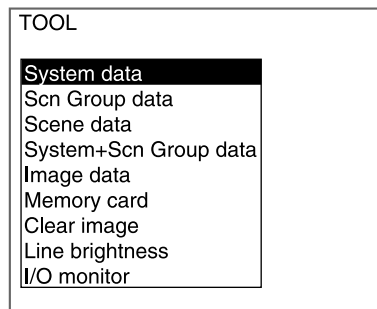 TOOL
System data
Scn Group data
Scene data
System+Scn Group data
Image data
Memory card
Clear image
Line brightness
I/O monitor